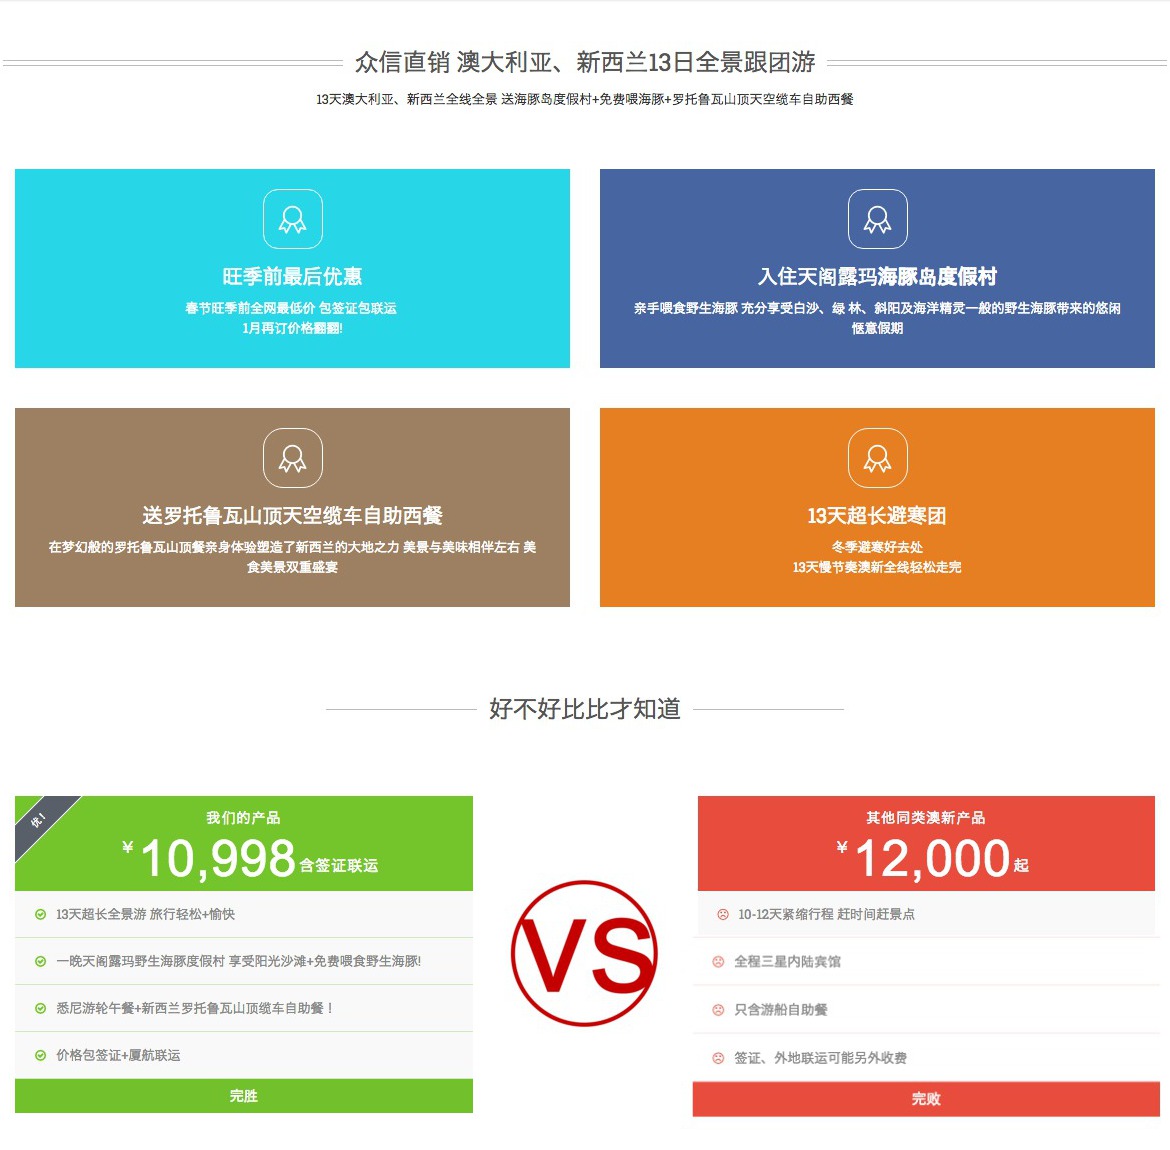 众信直销 澳大利亚、新西兰13日全景跟团游
13天澳大利亚、新西兰全线全景 送海豚岛度假村+免费喂海豚+罗托鲁瓦山顶天空缆车自助西餐
旺季前最后优惠
春节旺季前全网最低价 包签证包联运
1月再订价格翻翻!
入住天阁露玛海豚岛度假村
亲手喂食野生海豚 充分享受白沙、绿 林、斜阳及海洋精灵一般的野生海豚带来的悠闲
惬意假期
送罗托鲁瓦山顶天空缆车自助西餐
在梦幻般的罗托鲁瓦山顶餐亲身体验塑造了新西兰的大地之力 美景与美味相伴左右 美
食美景双重盛宴
13天超长避寒团
冬季避寒好去处
13天慢节奏澳新全线轻松走完
好不好比比才知道
优!
我们的产品
¥10,998含签证联运
13天超长全景游 旅行轻松+愉快
一晚天阁露玛野生海豚度假村 享受阳光沙滩+免费喂食野生海豚!
悉尼游轮午餐+新西兰罗托鲁瓦山顶缆车自助餐！
价格包签证+厦航联运
完胜
VS
其他同类澳新产品
¥12,000起
10-12天紧缩行程 赶时间赶景点
全程三星内陆宾馆
只含游船自助餐
签证、外地联运可能另外收费
完败